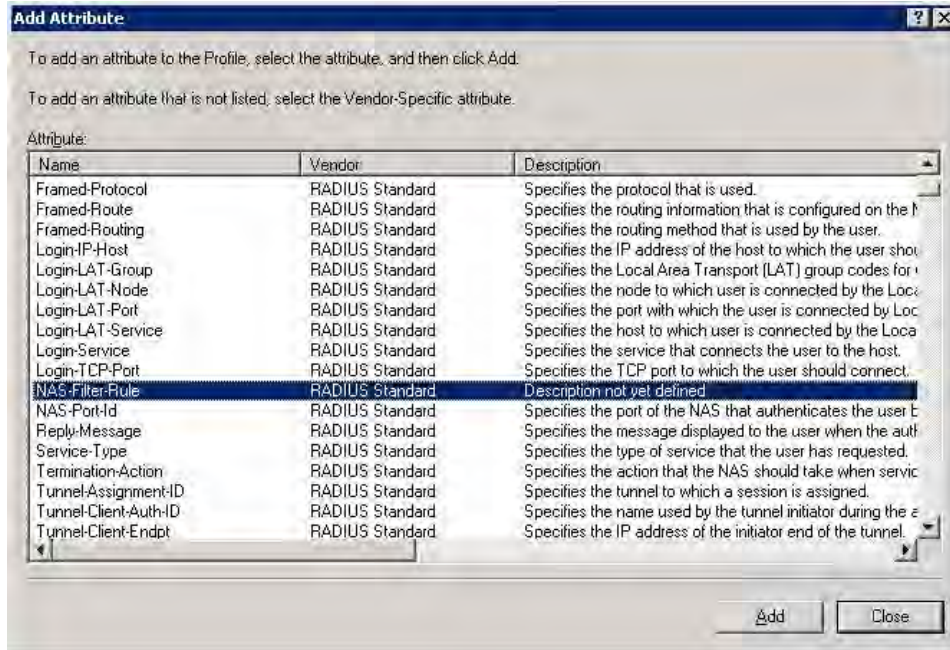 Add Attribute
To add an attribute to the Profile, select the attribute, and then click Add.
To add an attribute that is not listed, select the Vendor-Specific attribute.
Attribute:
Name Vendor Description
Framed-Protocol RADIUS Standard Specifies the protocol that is used.
Framed-Route RADIUS Standard Specifies the routing information that is configured on the
Framed-Routing RADIUS Standard Specifies the routing method that is used by the user.
Login-IP-Host RADIUS Standard Specifies the IP address of the host to which the user
Login-LAT-Group RADIUS Standard Specifies the Local Area Transport (LAT) group codes for
Login-LAT-Node RADIUS Standard Specifies the node to which user is connected by the
Login-LAT-Port RADIUS Standard Specifies the port with which the user is connected by
Login-LAT-Service RADIUS Standard Specifies the host to which user is connected by the
Login-Service RADIUS Standard Specifies the service that connects the user to the host.
Login-TCP-Port RADIUS Standard Specifies the TCP port to which the user should connect.
NAS-Filter-Rule RADIUS Standard Description not yet defined
NAS-Port-Id RADIUS Standard Specifies the port of the NAS that authenticates the user
Reply-Message RADIUS Standard Specifies the message displayed to the user when the
Service-Type RADIUS Standard Specifies the type of service that the user has requested.
Termination-Action RADIUS Standard Specifies the action that the NAS should take when
Tunnel-Assignment-ID RADIUS Standard Specifies the tunnel to which a session is assigned.
Tunnel-Client-Auth-ID RADIUS Standard Specifies the name used by the tunnel initiator during the
Tunnel-Client-Endpt RADIUS Standard Specifies the IP address of the initiator end of the tunnel.
Add Close